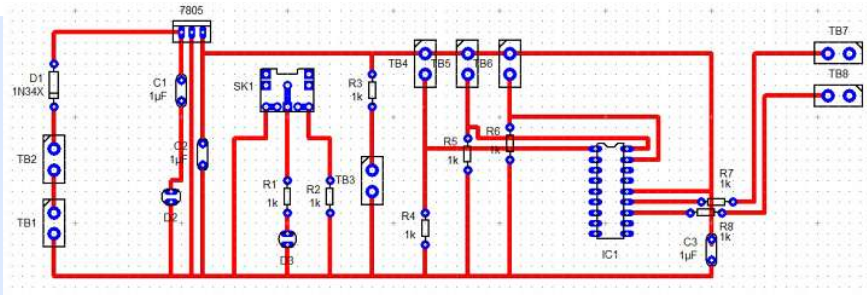 7805
TB7
D1
1N34X
C1
1µF
SK1
R3
1k
TB4
TB5
TB6
TB8
C2
1µF
R5
1k
R6
1k
TB2
R1
1k
R2
1k
TB3
R7
1k
TB1
D2
D3
R4
1k
IC1
R8
1k
C3
1µF